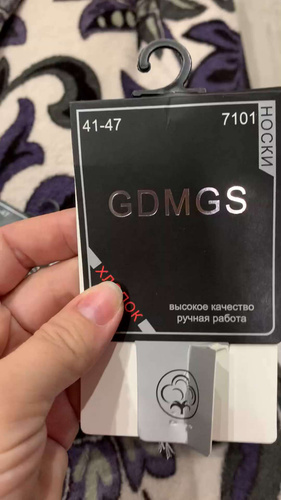 41-47 7101
НОСКИ
GDMGS
ХЛОПОК
высокое качество
ручная работа